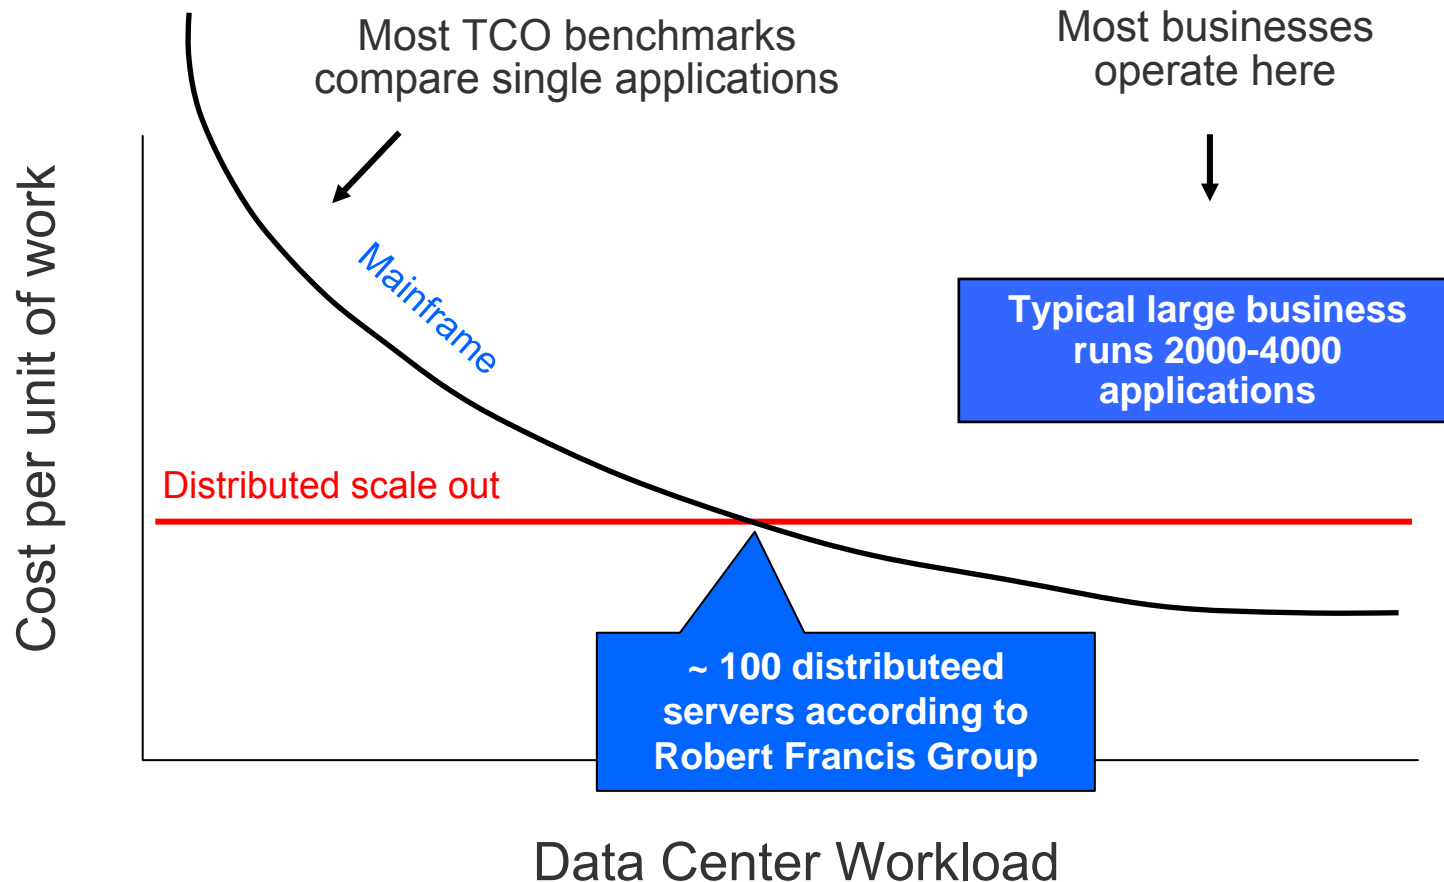 Most TCO benchmarks
compare single applications
Most businesses
operate here
Cost per unit of work
Mainframe
Typical large business
runs 2000-4000
applications
Distributed scale out
~ 100 distributeed
servers according to
Robert Francis Group
Data Center Workload